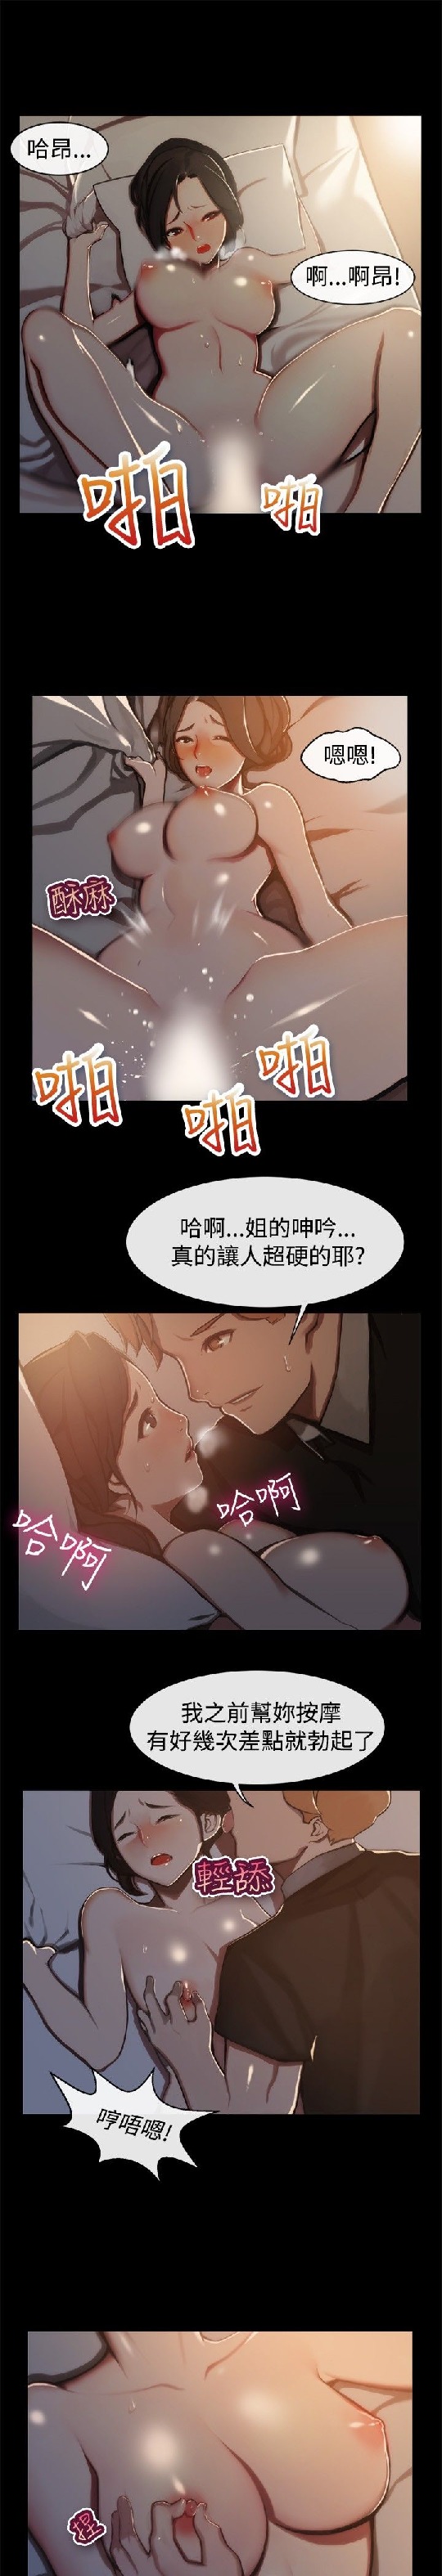 哈昂...
啊...啊昂!
啪
啪
嗯嗯!
酥麻
啪
啪
啪
哈啊...姐的呻吟...
真的讓人超硬的耶?
哈啊
哈啊
我之前幫妳按摩
有好幾次差點就勃起了
輕舔
哼唔嗯!
捏